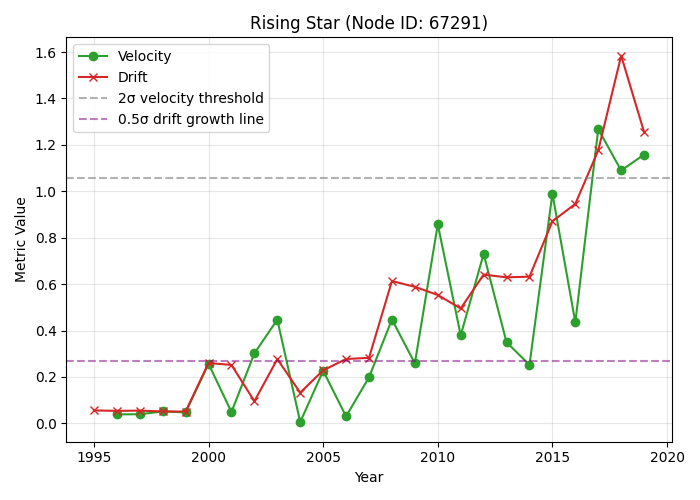 Rising Star (Node ID: 67291)
Velocity
Drift
2σ velocity threshold
0.5σ drift growth line
Metric Value
1.6
1.4
1.2
1.0
0.8
0.6
0.4
0.2
0.0
1995 2000 2005 2010 2015 2020
Year